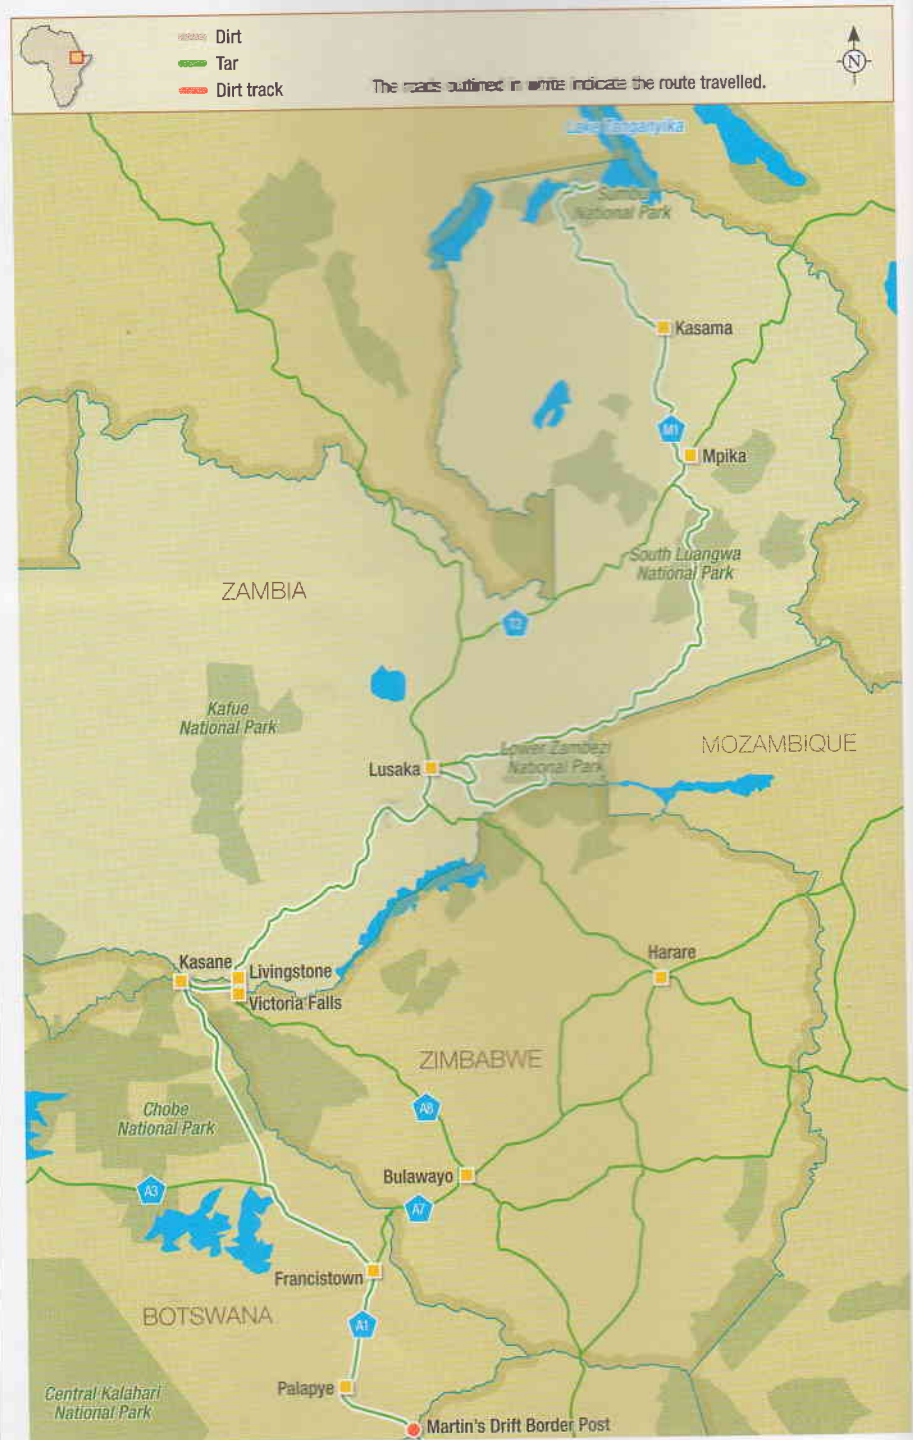 Dirt
Tar
Dirt track
The roads outlined in white indicate the route travelled.
N
Lake Tanganyika
Sumbu
National Park
Kasama
M1
Mpika
South Luangwa
National Park
ZAMBIA
T2
Kafue
National Park
MOZAMBIQUE
Lower Zambezi
National Park
Lusaka
Harare
Kasane
Livingstone
Victoria Falls
ZIMBABWE
Chobe
National Park
A8
Bulawayo
A3
A7
Francistown
BOTSWANA
A1
Palapye
Central Kalahari
National Park
Martin's Drift Border Post